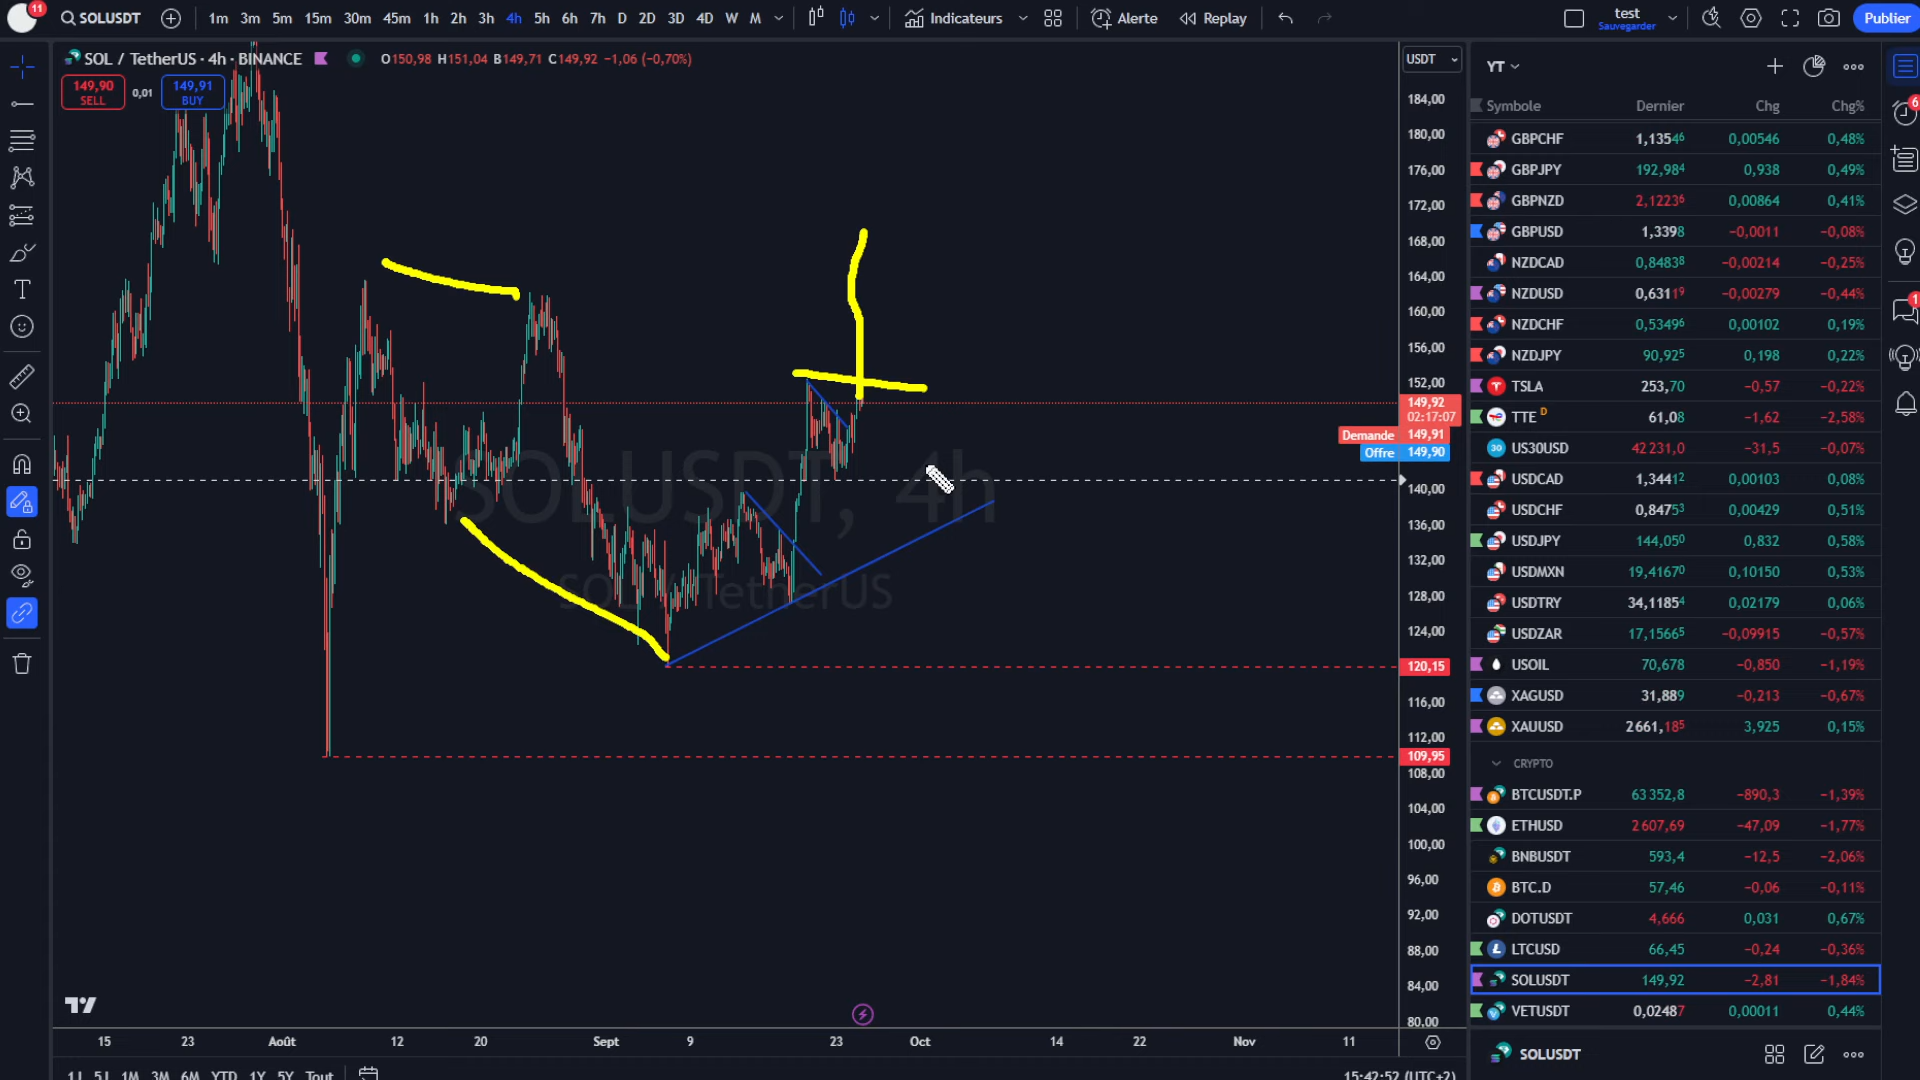 11
SOLUSDT
1m 3m 5m 15m 30m 45m 1h 2h 3h 4h 5h 6h 7h D 2D 3D 4D W M
Indicateurs
Alerte
Replay
test
Sauvegarder
Publier
SOL / TetherUS · 4h · BINANCE
O150,98 H151,04 B149,71 C149,92 −1,06 (−0,70%)
149,90
SELL
0,01
149,91
BUY
USDT
184,00
180,00
176,00
172,00
168,00
164,00
160,00
156,00
152,00
149,92
02:17:07
Demande 149,91
Offre 149,90
140,00
136,00
132,00
128,00
124,00
120,15
116,00
112,00
109,95
108,00
104,00
100,00
96,00
92,00
88,00
84,00
80,00
SOLUSDT, 4h
SOL / TetherUS
15 23 Août 12 20 Sept 9 23 Oct 14 22 Nov 11
1J 5J 1M 3M 6M YTD 1Y 5Y Tout
15:42:52 (UTC+2)
YT
Symbole Dernier Chg Chg%
GBPCHF 1,13546 0,00546 0,48%
GBPJPY 192,984 0,938 0,49%
GBPNZD 2,12236 0,00864 0,41%
GBPUSD 1,3398 −0,0011 −0,08%
NZDCAD 0,84838 −0,00214 −0,25%
NZDUSD 0,63119 −0,00279 −0,44%
NZDCHF 0,53496 0,00102 0,19%
NZDJPY 90,925 0,198 0,22%
TSLA 253,70 −0,57 −0,22%
TTE D 61,08 −1,62 −2,58%
US30USD 42 231,0 −31,5 −0,07%
USDCAD 1,34412 0,00103 0,08%
USDCHF 0,84753 0,00429 0,51%
USDJPY 144,050 0,832 0,58%
USDMXN 19,41670 0,10150 0,53%
USDTRY 34,11854 0,02179 0,06%
USDZAR 17,15665 −0,09915 −0,57%
USOIL 70,678 −0,850 −1,19%
XAGUSD 31,889 −0,213 −0,67%
XAUUSD 2 661,185 3,925 0,15%
CRYPTO
BTCUSDT.P 63 352,8 −890,3 −1,39%
ETHUSD 2 607,69 −47,09 −1,77%
BNBUSDT 593,4 −12,5 −2,06%
BTC.D 57,46 −0,06 −0,11%
DOTUSDT 4,666 0,031 0,67%
LTCUSD 66,45 −0,24 −0,36%
SOLUSDT 149,92 −2,81 −1,84%
VETUSDT 0,02487 0,00011 0,44%
SOLUSDT
6
1